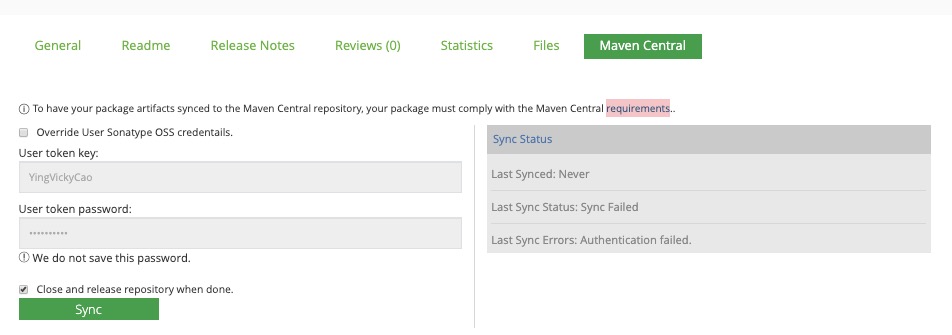 General Readme Release Notes Reviews (0) Statistics Files Maven Central
To have your package artifacts synced to the Maven Central repository, your package must comply with the Maven Central requirements..
Override User Sonatype OSS credentails.
User token key:
YingVickyCao
User token password:
••••••••••
We do not save this password.
Close and release repository when done.
Sync
Sync Status
Last Synced: Never
Last Sync Status: Sync Failed
Last Sync Errors: Authentication failed.